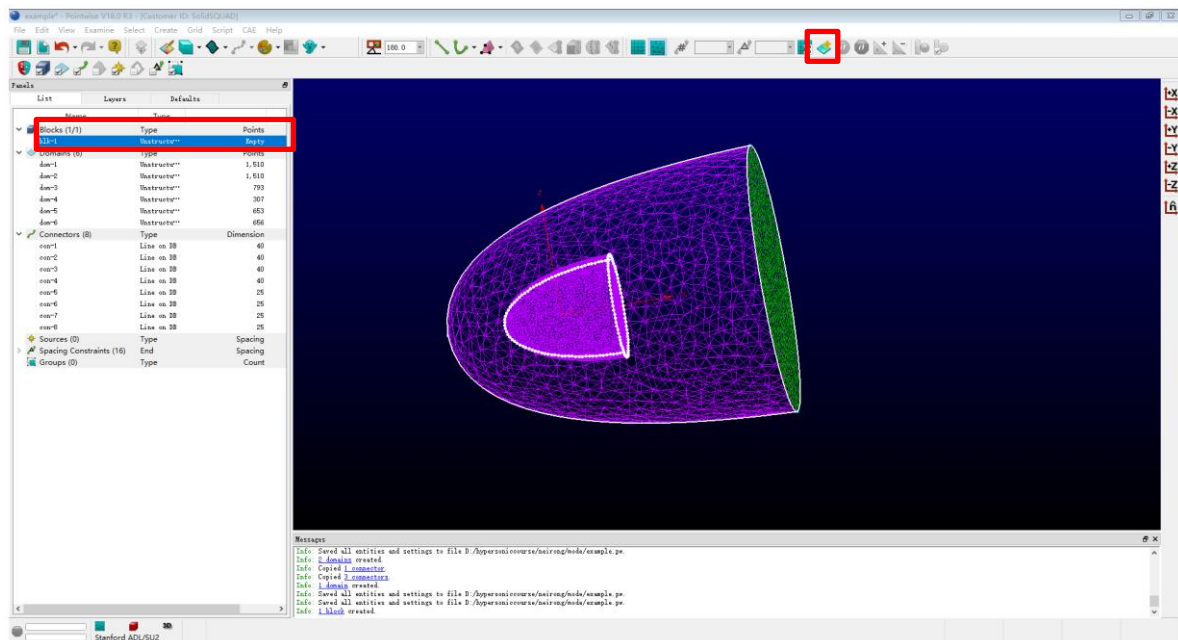 example* - Pointwise V18.0 R3 - [Customer ID: SolidSQUAD]
File Edit View Examine Select Create Grid Script CAE Help
180.0
Panels
List Layers Defaults
Name Type
Blocks (1/1) Type Points
blk-1 Unstructu··· Empty
Domains (6) Type Points
dom-1 Unstructu··· 1,510
dom-2 Unstructu··· 1,510
dom-3 Unstructu··· 793
dom-4 Unstructu··· 307
dom-5 Unstructu··· 653
dom-6 Unstructu··· 656
Connectors (8) Type Dimension
con-1 Line on DB 40
con-2 Line on DB 40
con-3 Line on DB 40
con-4 Line on DB 40
con-5 Line on DB 25
con-6 Line on DB 25
con-7 Line on DB 25
con-8 Line on DB 25
Sources (0) Type Spacing
Spacing Constraints (16) End Spacing
Groups (0) Type Count
+X
-X
+Y
-Y
+Z
-Z
n̂
Messages
Info: Saved all entities and settings to file D:/hypersoniccourse/neirong/moda/example.pw.
Info: 2 domains created.
Info: Copied 1 connector.
Info: Copied 3 connectors.
Info: 1 domain created.
Info: Saved all entities and settings to file D:/hypersoniccourse/neirong/moda/example.pw.
Info: Saved all entities and settings to file D:/hypersoniccourse/neirong/moda/example.pw.
Info: 1 block created.
3D
Stanford ADL/SU2